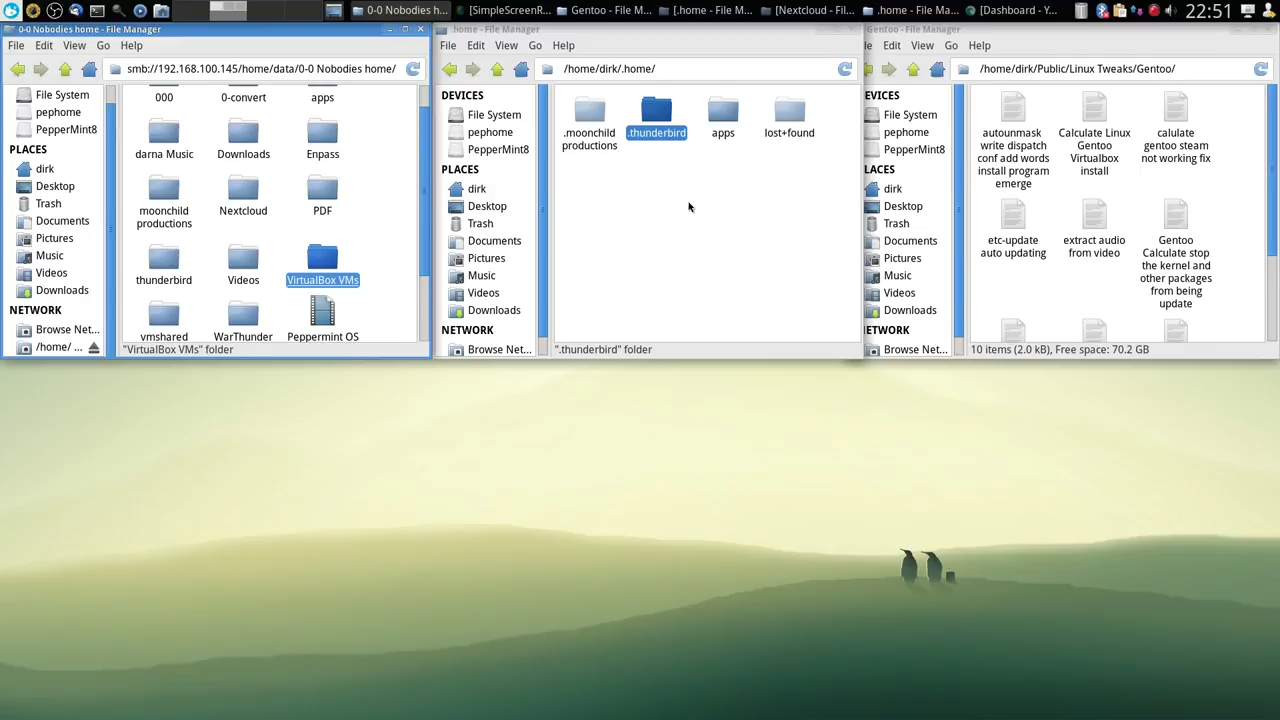 0-0 Nobodies h...
[SimpleScreenR...
Gentoo - File M...
[.home - File M...
[Nextcloud - Fil...
.home - File Ma...
[Dashboard - Y...
22:51
0-0 Nobodies home - File Manager
File Edit View Go Help
smb://192.168.100.145/home/data/0-0 Nobodies home/
File System
pephome
PepperMint8
PLACES
dirk
Desktop
Trash
Documents
Pictures
Music
Videos
Downloads
NETWORK
Browse Net...
/home/ ...
000
0-convert
apps
darna Music
Downloads
Enpass
moonchild
productions
Nextcloud
PDF
thunderbird
Videos
VirtualBox VMs
vmshared
WarThunder
Peppermint OS
"VirtualBox VMs" folder
.home - File Manager
File Edit View Go Help
/home/dirk/.home/
DEVICES
File System
pephome
PepperMint8
PLACES
dirk
Desktop
Trash
Documents
Pictures
Music
Videos
Downloads
NETWORK
Browse Net...
.moonchild
productions
.thunderbird
apps
lost+found
".thunderbird" folder
Gentoo - File Manager
Edit View Go Help
/home/dirk/Public/Linux Tweaks/Gentoo/
DEVICES
File System
pephome
PepperMint8
LACES
dirk
Desktop
Trash
Documents
Pictures
Music
Videos
Downloads
NETWORK
Browse Net...
autounmask
write dispatch
conf add words
install program
emerge
Calculate Linux
Gentoo
Virtualbox
install
calulate
gentoo steam
not working fix
etc-update
auto updating
extract audio
from video
Gentoo
Calculate stop
the kernel and
other packages
from being
update
10 items (2.0 kB), Free space: 70.2 GB